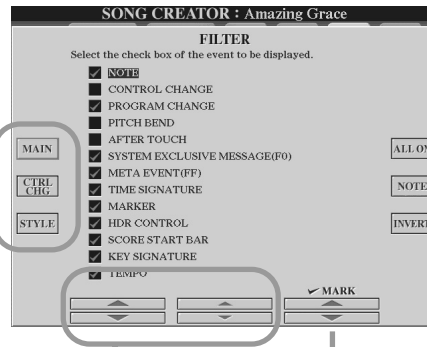 SONG CREATOR : Amazing Grace
FILTER
Select the check box of the event to be displayed.
NOTE
CONTROL CHANGE
PROGRAM CHANGE
PITCH BEND
AFTER TOUCH
SYSTEM EXCLUSIVE MESSAGE(F0)
META EVENT(FF)
TIME SIGNATURE
MARKER
HDR CONTROL
SCORE START BAR
KEY SIGNATURE
TEMPO
MAIN
CTRL
CHG
STYLE
ALL ON
NOTE
INVERT
MARK